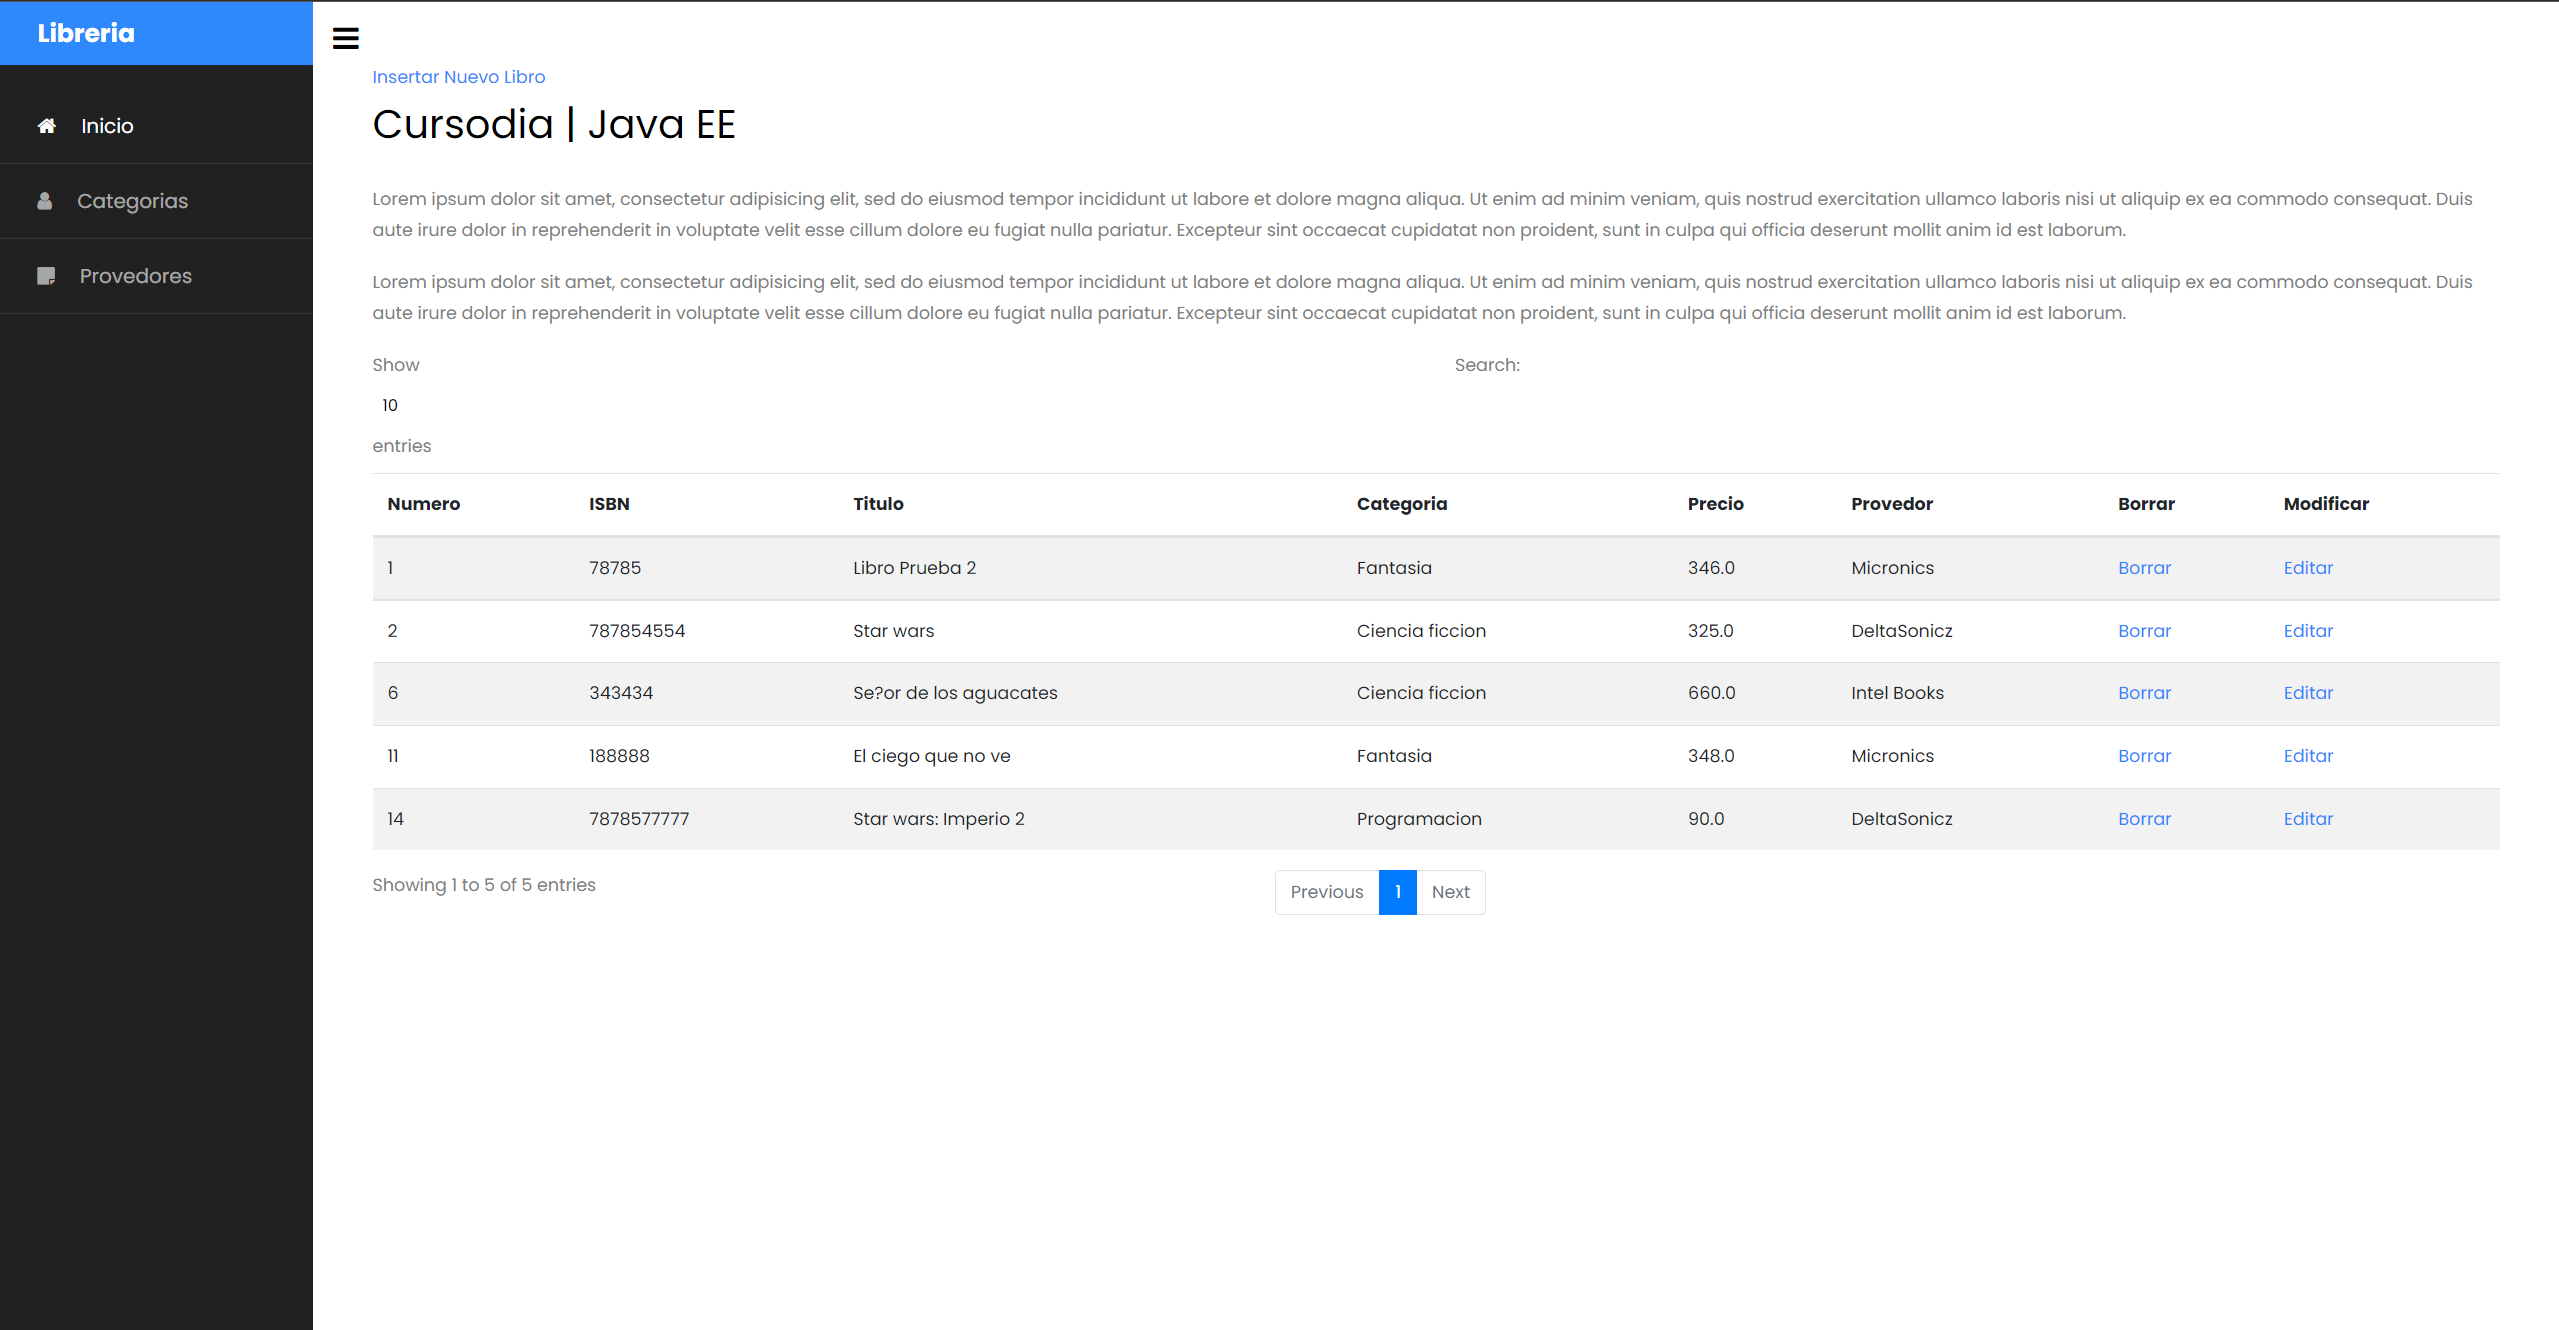 Libreria
Inicio
Categorias
Provedores
Insertar Nuevo Libro
Cursodia | Java EE
Lorem ipsum dolor sit amet, consectetur adipisicing elit, sed do eiusmod tempor incididunt ut labore et dolore magna aliqua. Ut enim ad minim veniam, quis nostrud exercitation ullamco laboris nisi ut aliquip ex ea commodo consequat. Duis
aute irure dolor in reprehenderit in voluptate velit esse cillum dolore eu fugiat nulla pariatur. Excepteur sint occaecat cupidatat non proident, sunt in culpa qui officia deserunt mollit anim id est laborum.
Lorem ipsum dolor sit amet, consectetur adipisicing elit, sed do eiusmod tempor incididunt ut labore et dolore magna aliqua. Ut enim ad minim veniam, quis nostrud exercitation ullamco laboris nisi ut aliquip ex ea commodo consequat. Duis
aute irure dolor in reprehenderit in voluptate velit esse cillum dolore eu fugiat nulla pariatur. Excepteur sint occaecat cupidatat non proident, sunt in culpa qui officia deserunt mollit anim id est laborum.
Show
10
entries
Search:
Numero ISBN Titulo Categoria Precio Provedor Borrar Modificar
1 78785 Libro Prueba 2 Fantasia 346.0 Micronics Borrar Editar
2 787854554 Star wars Ciencia ficcion 325.0 DeltaSonicz Borrar Editar
6 343434 Se?or de los aguacates Ciencia ficcion 660.0 Intel Books Borrar Editar
11 188888 El ciego que no ve Fantasia 348.0 Micronics Borrar Editar
14 7878577777 Star wars: Imperio 2 Programacion 90.0 DeltaSonicz Borrar Editar
Showing 1 to 5 of 5 entries
Previous 1 Next